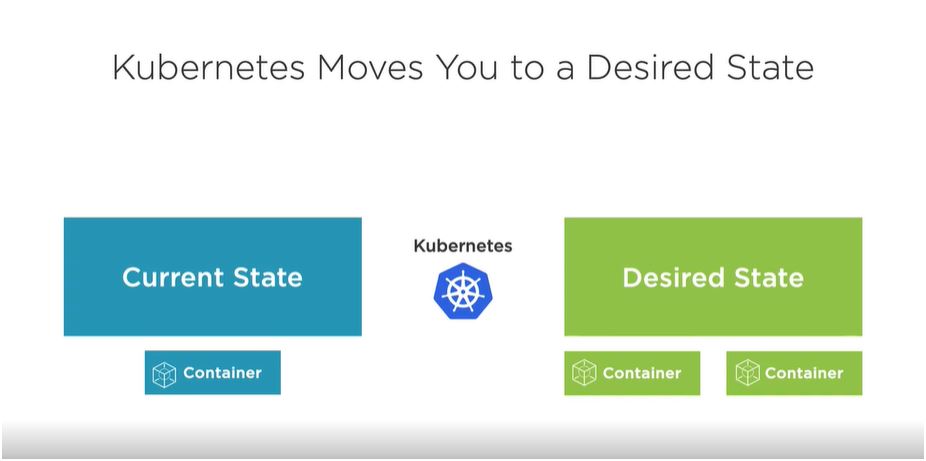 Kubernetes Moves You to a Desired State
Kubernetes
Current State
Desired State
Container
Container
Container